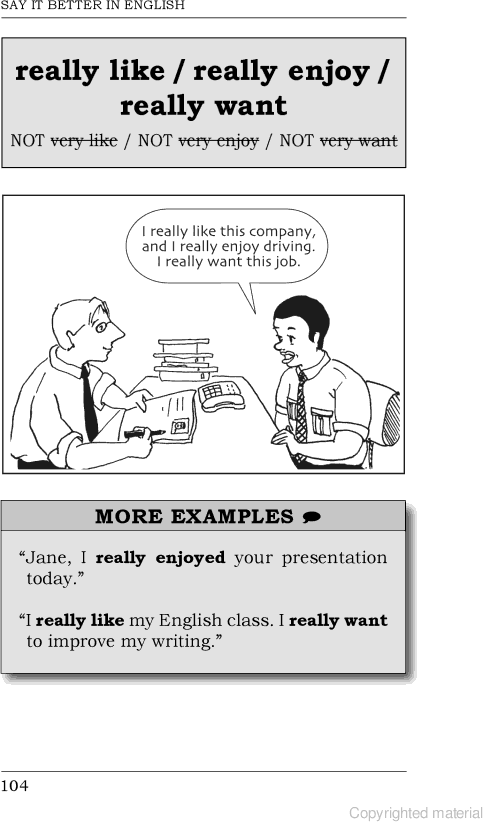 SAY IT BETTER IN ENGLISH
really like / really enjoy /
really want
NOT very like / NOT very enjoy / NOT very want
I really like this company,
and I really enjoy driving.
I really want this job.
MORE EXAMPLES
“Jane, I really enjoyed your presentation
today.”
“I really like my English class. I really want
to improve my writing.”
104
Copyrighted material